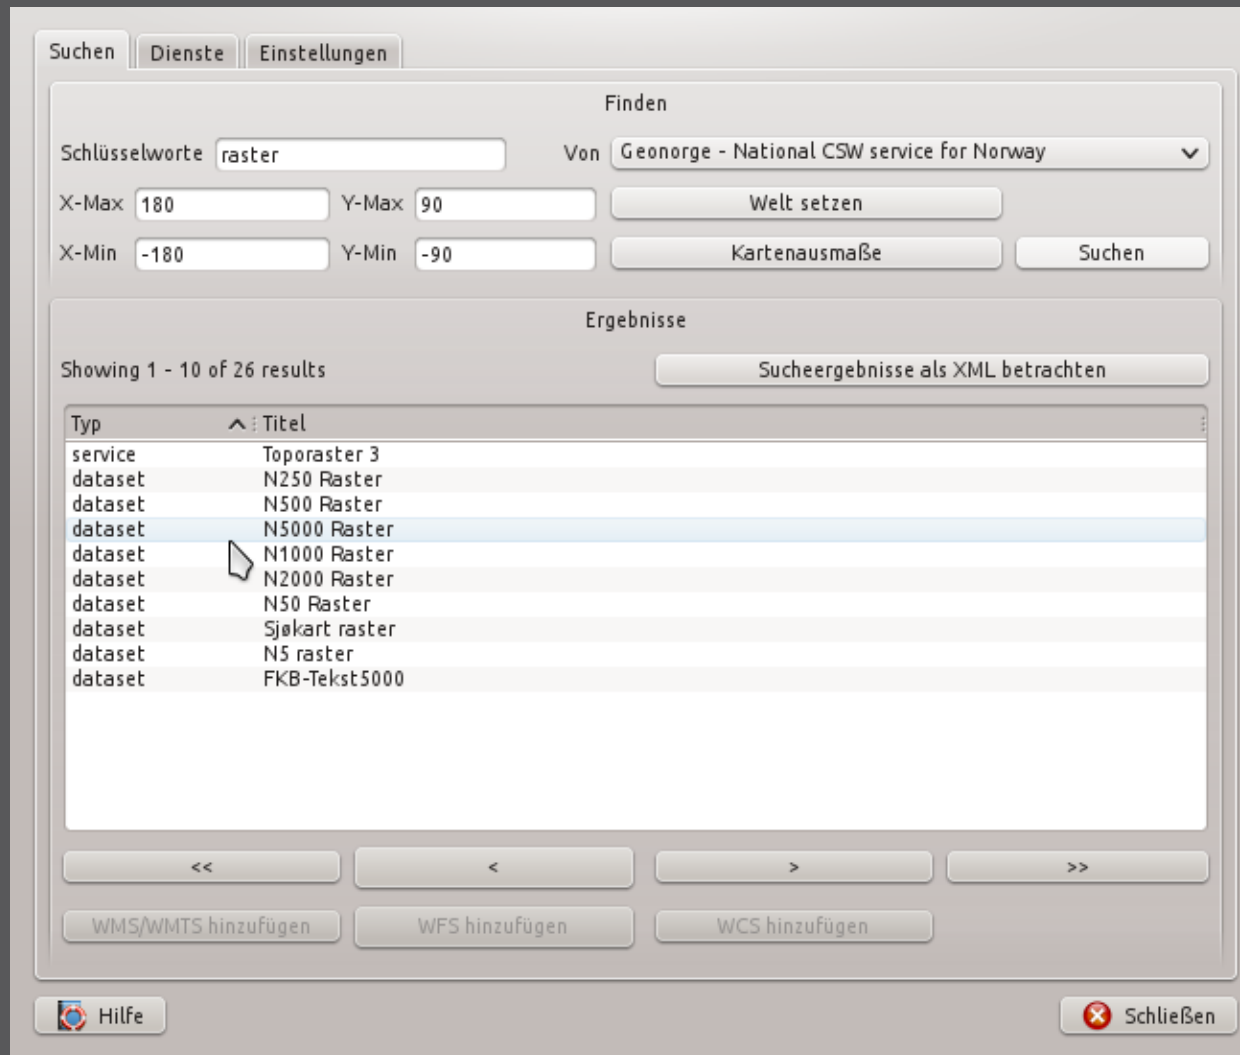 Suchen Dienste Einstellungen
Finden
Schlüsselworte raster Von Geonorge - National CSW service for Norway
X-Max 180 Y-Max 90 Welt setzen
X-Min -180 Y-Min -90 Kartenausmaße Suchen
Ergebnisse
Showing 1 - 10 of 26 results Sucheergebnisse als XML betrachten
Typ Titel
service Toporaster 3
dataset N250 Raster
dataset N500 Raster
dataset N5000 Raster
dataset N1000 Raster
dataset N2000 Raster
dataset N50 Raster
dataset Sjøkart raster
dataset N5 raster
dataset FKB-Tekst5000
<< < > >>
WMS/WMTS hinzufügen WFS hinzufügen WCS hinzufügen
Hilfe Schließen